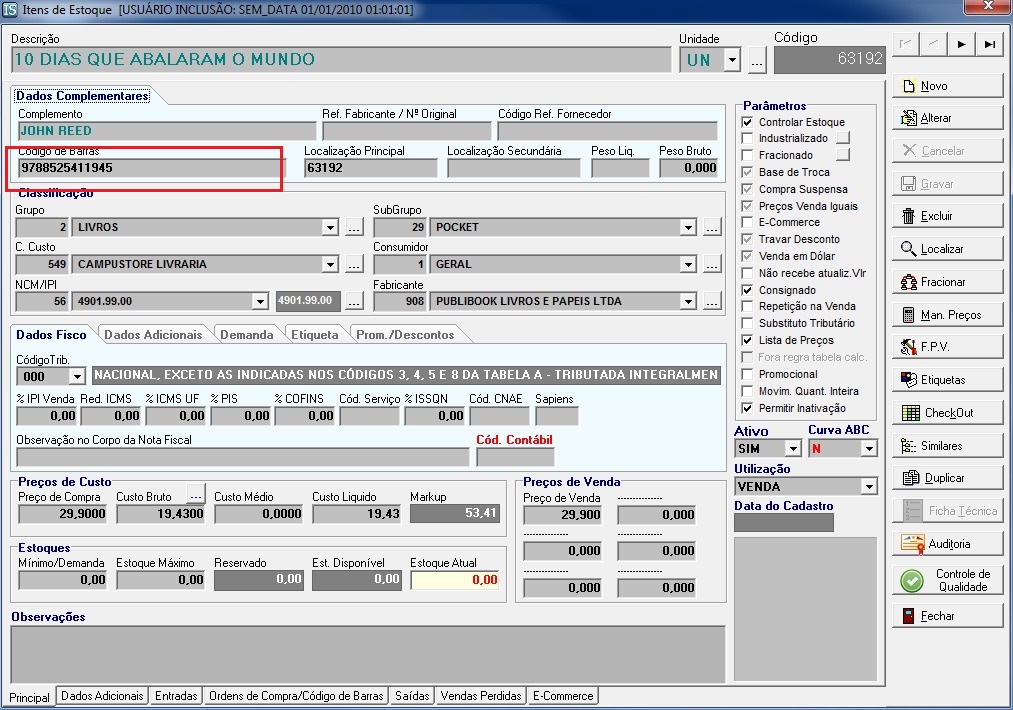 Itens de Estoque [USUÁRIO INCLUSÃO: SEM_DATA 01/01/2010 01:01:01]
Descrição Unidade Código
10 DIAS QUE ABALARAM O MUNDO UN ... 63192
Dados Complementares
Complemento Ref. Fabricante / Nº Original Código Ref. Fornecedor
JOHN REED
Código de Barras Localização Principal Localização Secundária Peso Liq. Peso Bruto
9788525411945 63192 0,000
Classificação
Grupo SubGrupo
2 LIVROS ... 29 POCKET ...
C. Custo Consumidor
549 CAMPUSTORE LIVRARIA ... 1 GERAL ...
NCM/IPI Fabricante
56 4901.99.00 4901.99.00 ... 908 PUBLIBOOK LIVROS E PAPEIS LTDA ...
Dados Fisco Dados Adicionais Demanda Etiqueta Prom./Descontos
CódigoTrib.
000 NACIONAL, EXCETO AS INDICADAS NOS CÓDIGOS 3, 4, 5 E 8 DA TABELA A - TRIBUTADA INTEGRALMEN
% IPI Venda Red. ICMS % ICMS UF % PIS % COFINS Cód. Serviço % ISSQN Cód. CNAE Sapiens
0,00 0,00 0,00 0,00 0,00 0,00
Observação no Corpo da Nota Fiscal Cód. Contábil
Preços de Custo
Preço de Compra Custo Bruto ... Custo Médio Custo Liquido Markup
29,9000 19,4300 0,0000 19,43 53,41
Estoques
Mínimo/Demanda Estoque Máximo Reservado Est. Disponível Estoque Atual
0,00 0,00 0,00 0,00 0,00
Preços de Venda
Preço de Venda ---------------
29,900 0,000
--------------- ---------------
0,000 0,000
--------------- ---------------
0,000 0,000
Observações
Parâmetros
Controlar Estoque
Industrializado
Fracionado
Base de Troca
Compra Suspensa
Preços Venda Iguais
E-Commerce
Travar Desconto
Venda em Dólar
Não recebe atualiz.Vlr
Consignado
Repetição na Venda
Substituto Tributário
Lista de Preços
Fora regra tabela calc.
Promocional
Movim. Quant. Inteira
Permitir Inativação
Ativo Curva ABC
SIM N
Utilização
VENDA
Data do Cadastro
Novo
Alterar
Cancelar
Gravar
Excluir
Localizar
Fracionar
Man. Preços
F.P.V.
Etiquetas
CheckOut
Similares
Duplicar
Ficha Técnica
Auditoria
Controle de
Qualidade
Fechar
Principal Dados Adicionais Entradas Ordens de Compra/Código de Barras Saídas Vendas Perdidas E-Commerce